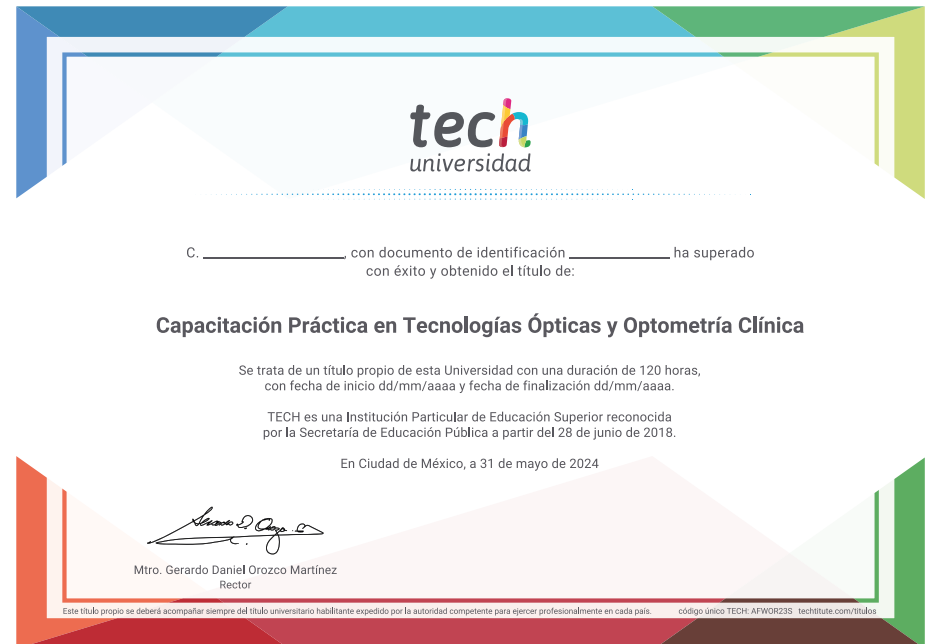 tech
universidad
C. ____________, con documento de identificación ____________ ha superado
con éxito y obtenido el título de:
Capacitación Práctica en Tecnologías Ópticas y Optometría Clínica
Se trata de un título propio de esta Universidad con una duración de 120 horas,
con fecha de inicio dd/mm/aaaa y fecha de finalización dd/mm/aaaa.
TECH es una Institución Particular de Educación Superior reconocida
por la Secretaría de Educación Pública a partir del 28 de junio de 2018.
En Ciudad de México, a 31 de mayo de 2024
Mtro. Gerardo Daniel Orozco Martínez
Rector
Este título propio se deberá acompañar siempre del título universitario habilitante expedido por la autoridad competente para ejercer profesionalmente en cada país. código único TECH: AFWOR23S techtitute.com/titulos